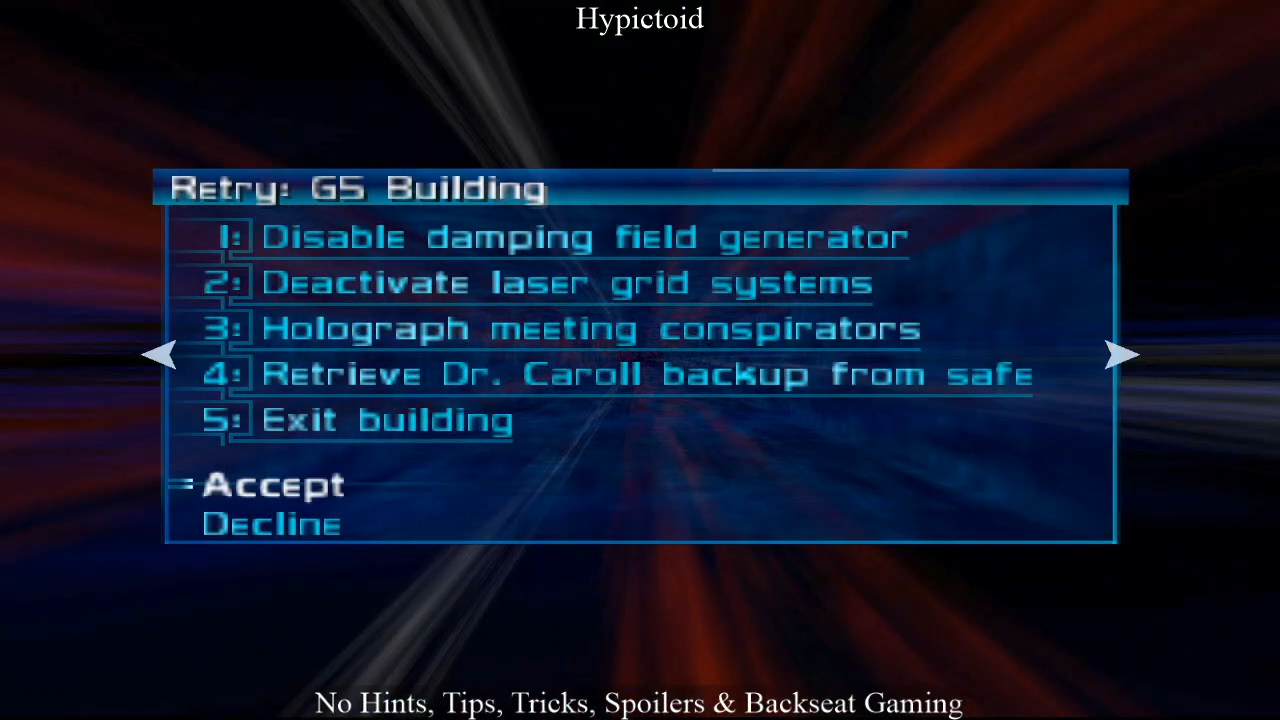 Hypictoid
Retry: G5 Building
1: Disable damping field generator
2: Deactivate laser grid systems
3: Holograph meeting conspirators
4: Retrieve Dr. Caroll backup from safe
5: Exit building
Accept
Decline
No Hints, Tips, Tricks, Spoilers & Backseat Gaming